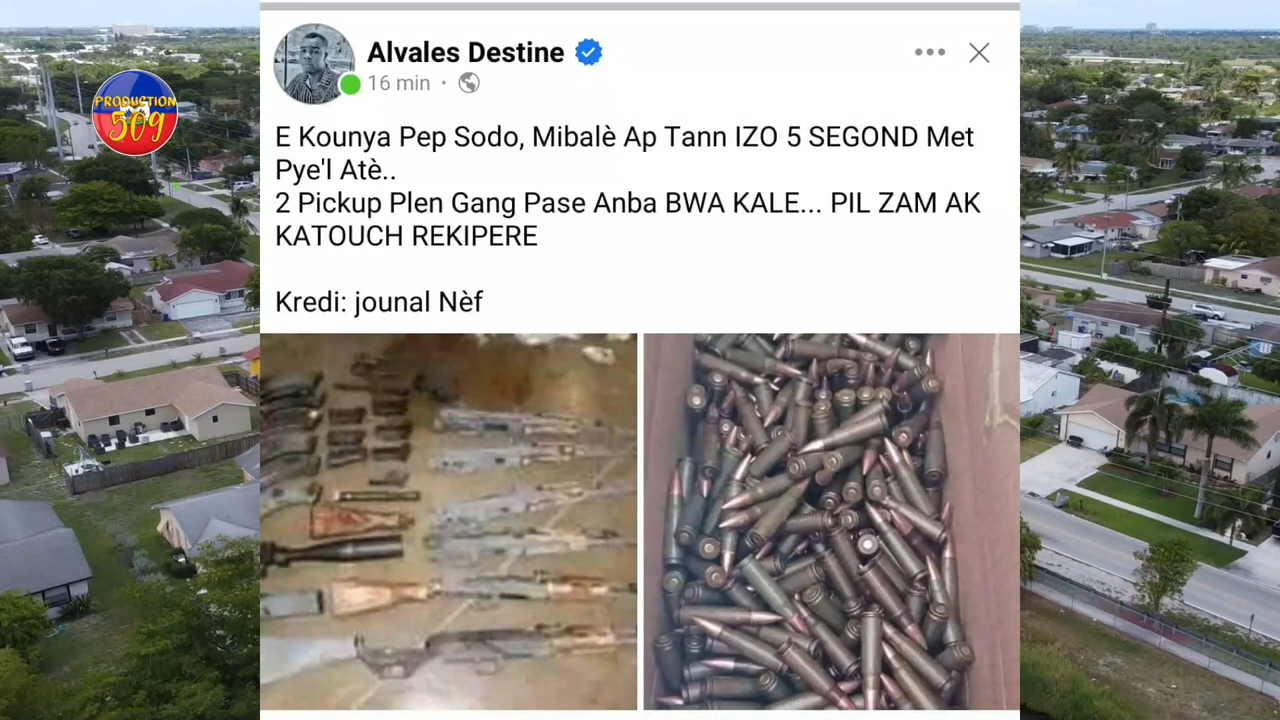 PRODUCTION
509
Alvales Destine
16 min ·
E Kounya Pep Sodo, Mibalè Ap Tann IZO 5 SEGOND Met
Pye'l Atè..
2 Pickup Plen Gang Pase Anba BWA KALE... PIL ZAM AK
KATOUCH REKIPERE
Kredi: jounal Nèf